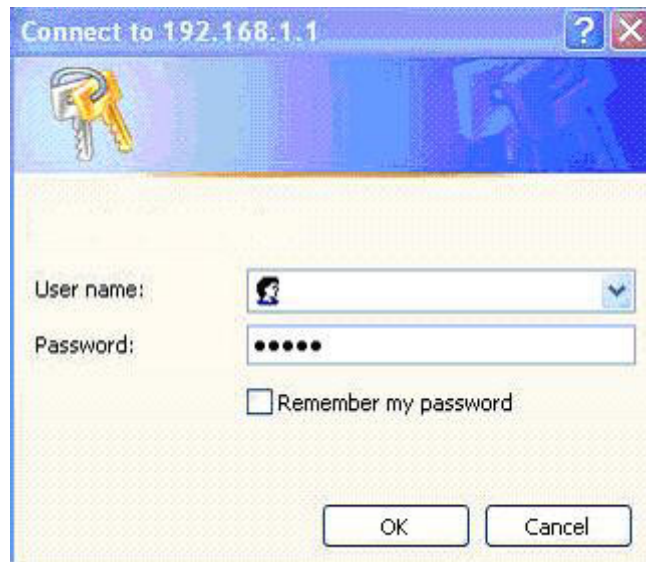 Connect to 192.168.1.1
User name:
Password: •••••
Remember my password
OK Cancel